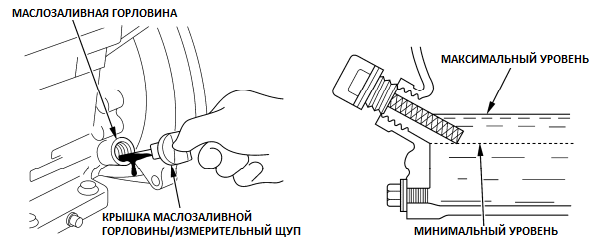 МАСЛОЗАЛИВНАЯ ГОРЛОВИНА
КРЫШКА МАСЛОЗАЛИВНОЙ
ГОРЛОВИНЫ/ИЗМЕРИТЕЛЬНЫЙ ЩУП
МАКСИМАЛЬНЫЙ УРОВЕНЬ
МИНИМАЛЬНЫЙ УРОВЕНЬ